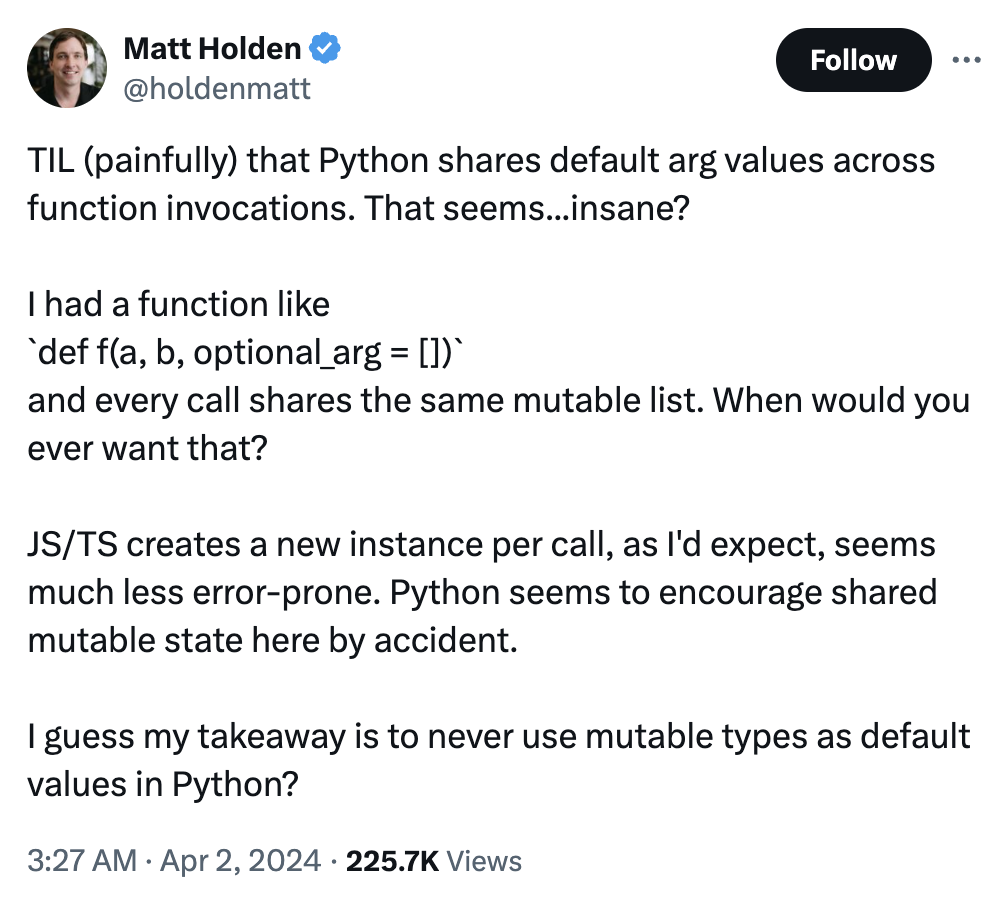 Matt Holden
Follow
@holdenmatt
TIL (painfully) that Python shares default arg values across
function invocations. That seems...insane?
I had a function like
`def f(a, b, optional_arg = [])`
and every call shares the same mutable list. When would you
ever want that?
JS/TS creates a new instance per call, as I'd expect, seems
much less error-prone. Python seems to encourage shared
mutable state here by accident.
I guess my takeaway is to never use mutable types as default
values in Python?
3:27 AM · Apr 2, 2024 · 225.7K Views